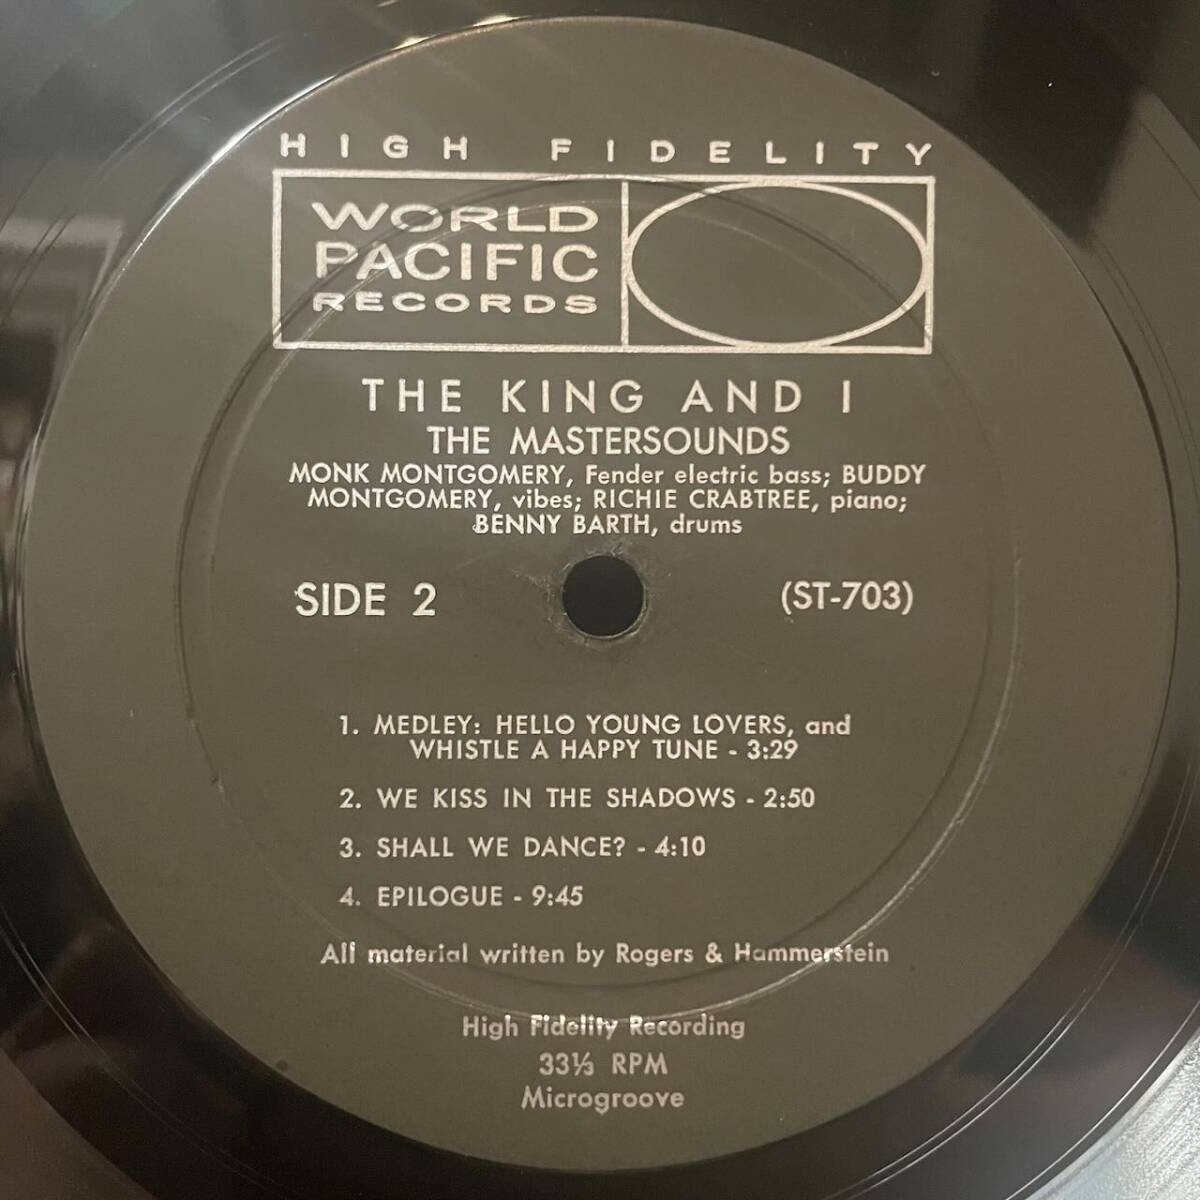 HIGH FIDELITY
WORLD
PACIFIC
RECORDS
THE KING AND I
THE MASTERSOUNDS
MONK MONTGOMERY, Fender electric bass; BUDDY
MONTGOMERY, vibes; RICHIE CRABTREE, piano;
BENNY BARTH, drums
SIDE 2
(ST-703)
1. MEDLEY: HELLO YOUNG LOVERS, and
WHISTLE A HAPPY TUNE - 3:29
2. WE KISS IN THE SHADOWS - 2:50
3. SHALL WE DANCE? - 4:10
4. EPILOGUE - 9:45
All material written by Rogers & Hammerstein
High Fidelity Recording
33⅓ RPM
Microgroove